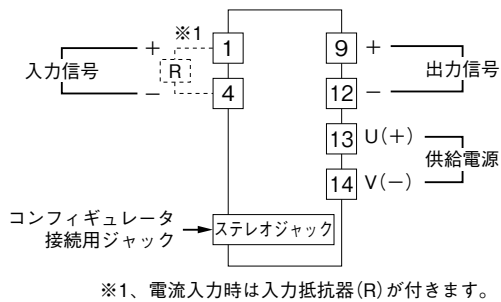 ※1
入力信号
+
R
−
1
4
9
+
12
−
出力信号
13
U(+)
14
V(−)
供給電源
コンフィギュレータ
接続用ジャック
ステレオジャック
※1、電流入力時は入力抵抗器(R)が付きます。